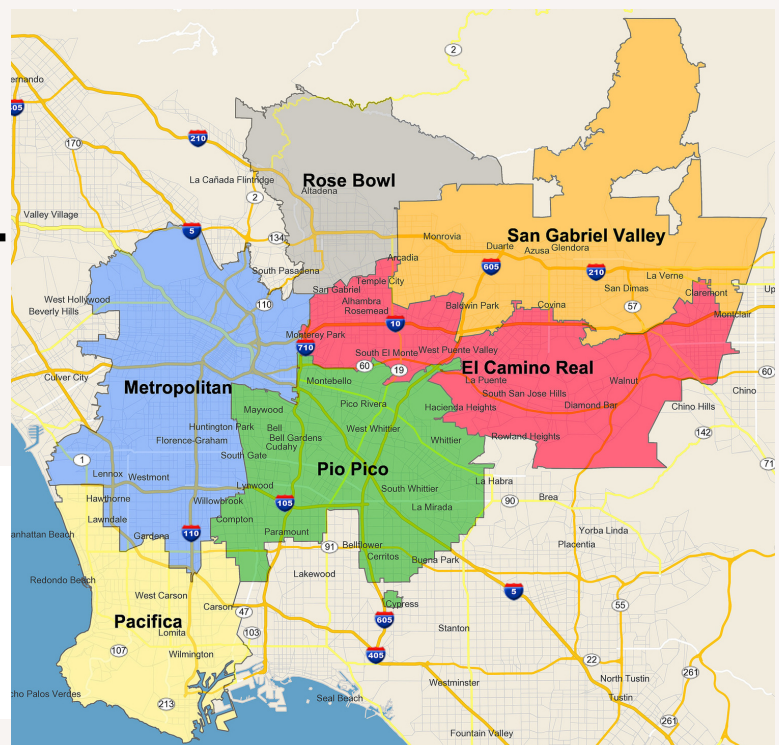 2
ernando
405
210
170
La Cañada Flintridge
Rose Bowl
Altadena
2
Valley Village
5
134
Monrovia
San Gabriel Valley
Duarte
Azusa
Glendora
Arcadia
605
210
South Pasadena
Temple City
San Gabriel
La Verne
San Dimas
Claremont
Up
West Hollywood
Beverly Hills
110
Alhambra
Rosemead
Baldwin Park
Covina
57
Montclair
10
Monterey Park
710
South El Monte
West Puente Valley
60
19
El Camino Real
60
Culver City
Metropolitan
Montebello
La Puente
Walnut
South San Jose Hills
Chino
Maywood
Pico Rivera
Hacienda Heights
Diamond Bar
Chino Hills
Huntington Park
Bell
West Whittier
Florence-Graham
Bell Gardens
Cudahy
Whittier
Rowland Heights
142
South Gate
1
Pio Pico
71
Lennox
Westmont
Lynwood
South Whittier
La Habra
Hawthorne
Willowbrook
105
90
Brea
La Mirada
Lawndale
Compton
anhattan Beach
Gardena
110
Paramount
Yorba Linda
91
Bellflower
Placentia
Cerritos
Buena Park
Redondo Beach
Lakewood
West Carson
5
Carson
47
Cypress
55
Pacifica
605
Lomita
103
Stanton
107
Wilmington
405
22
North Tustin
261
cho Palos Verdes
213
Seal Beach
Westminster
Tustin
261
Fountain Valley